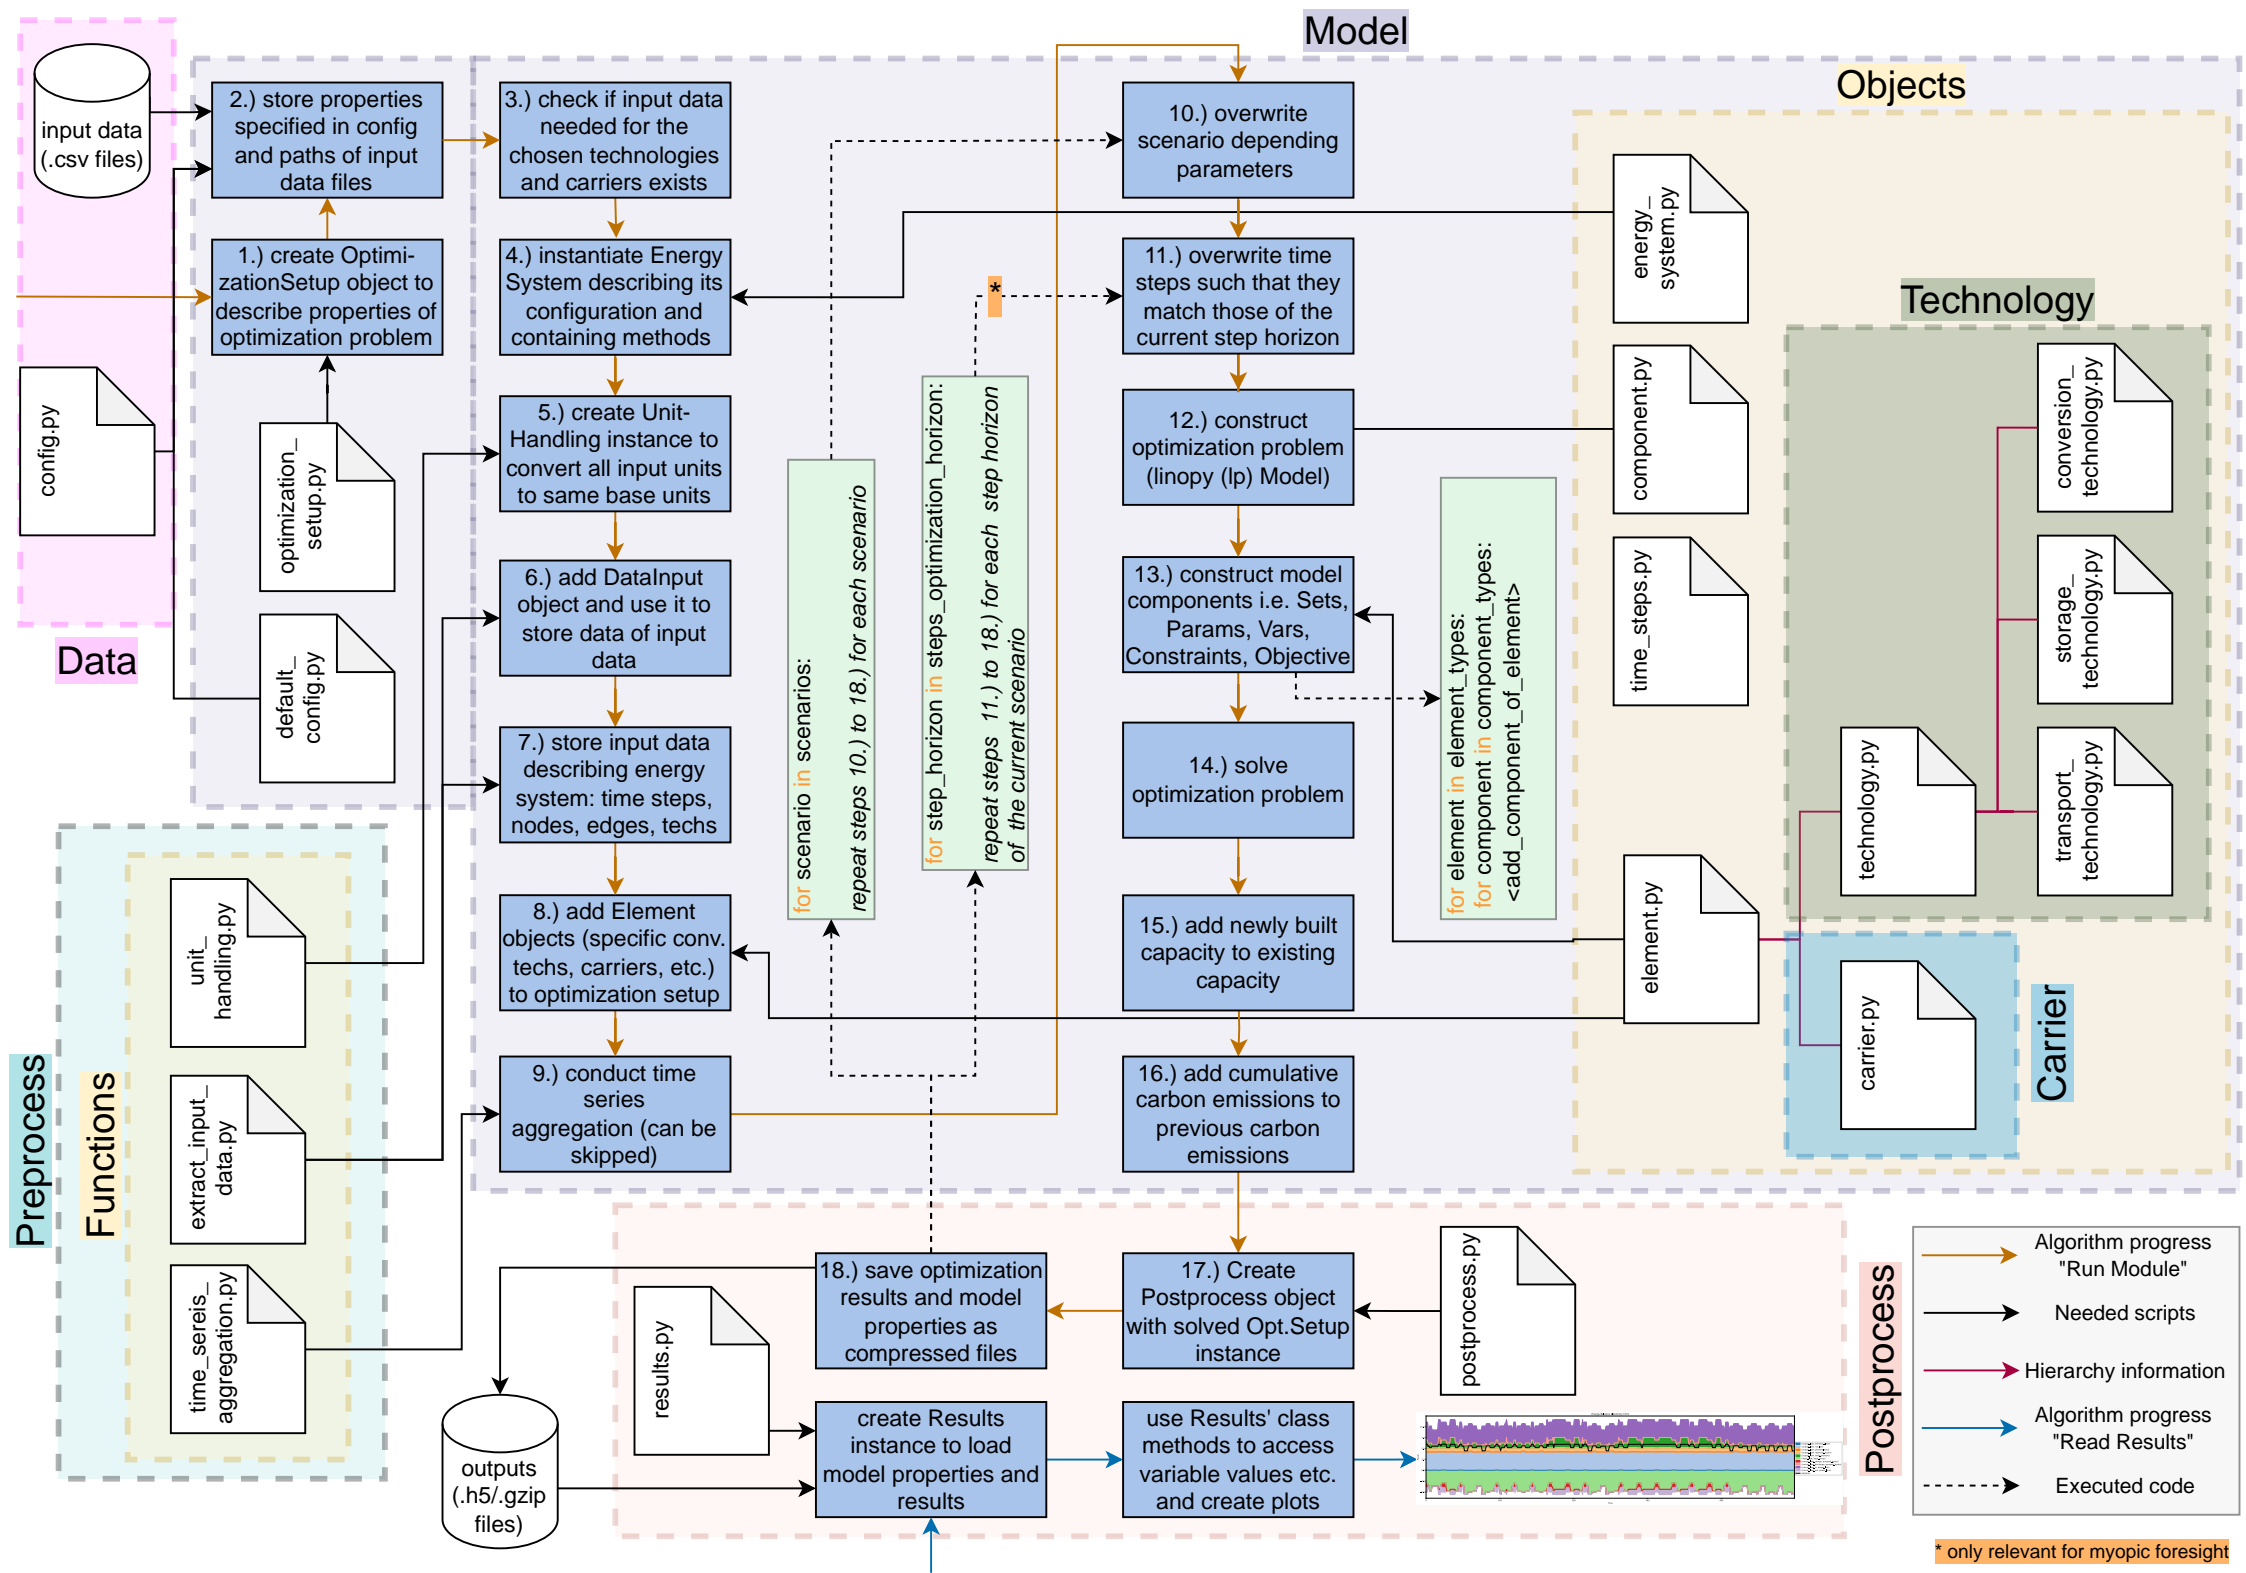 Model
Objects
input data
(.csv files)
2.) store properties
specified in config
and paths of input
data files
3.) check if input data
needed for the
chosen technologies
and carriers exists
10.) overwrite
scenario depending
parameters
1.) create Optimi-
zationSetup object to
describe properties of
optimization problem
4.) instantiate Energy
System describing its
configuration and
containing methods
*
11.) overwrite time
steps such that they
match those of the
current step horizon
energy_
system.py
Technology
config.py
optimization_
setup.py
default_
config.py
Data
5.) create Unit-
Handling instance to
convert all input units
to same base units
6.) add DataInput
object and use it to
store data of input
data
7.) store input data
describing energy
system: time steps,
nodes, edges, techs
8.) add Element
objects (specific conv.
techs, carriers, etc.)
to optimization setup
9.) conduct time
series
aggregation (can be
skipped)
for scenario in scenarios:
repeat steps 10.) to 18.) for each scenario
for step_horizon in steps_optimization_horizon:
repeat steps 11.) to 18.) for each step horizon
of the current scenario
12.) construct
optimization problem
(linopy (lp) Model)
13.) construct model
components i.e. Sets,
Params, Vars,
Constraints, Objective
14.) solve
optimization problem
15.) add newly built
capacity to existing
capacity
16.) add cumulative
carbon emissions to
previous carbon
emissions
for element in element_types:
for component in component_types:
<add_component_of_element>
component.py
time_steps.py
element.py
technology.py
conversion_
technology.py
storage_
technology.py
transport_
technology.py
carrier.py
Carrier
Preprocess
Functions
unit_
handling.py
extract_input_
data.py
time_sereis_
aggregation.py
18.) save optimization
results and model
properties as
compressed files
17.) Create
Postprocess object
with solved Opt.Setup
instance
postprocess.py
results.py
Postprocess
outputs
(.h5/.gzip
files)
create Results
instance to load
model properties and
results
use Results' class
methods to access
variable values etc.
and create plots
Algorithm progress
"Run Module"
Needed scripts
Hierarchy information
Algorithm progress
"Read Results"
Executed code
* only relevant for myopic foresight